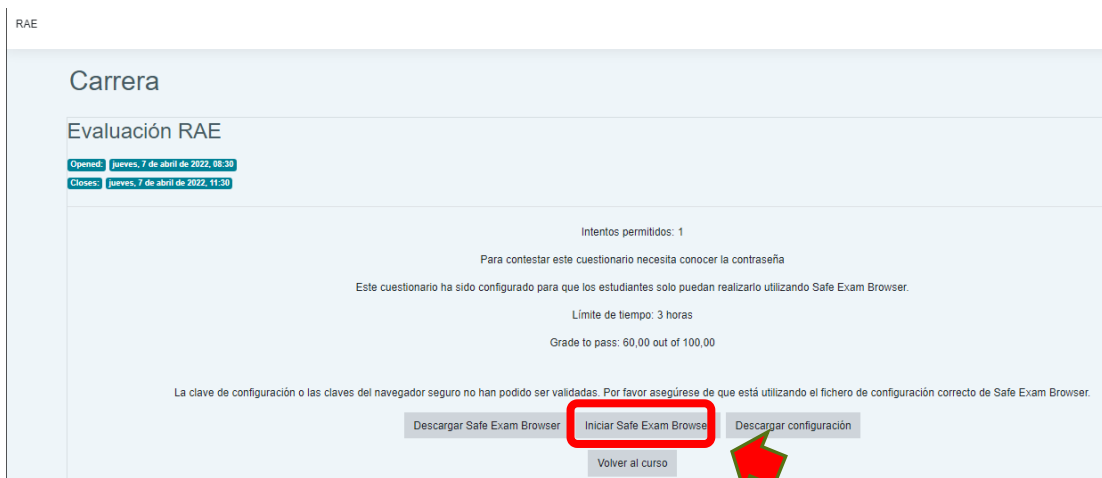 RAE
Carrera
Evaluación RAE
Opened: jueves, 7 de abril de 2022, 08:30
Closes: jueves, 7 de abril de 2022, 11:30
Intentos permitidos: 1
Para contestar este cuestionario necesita conocer la contraseña
Este cuestionario ha sido configurado para que los estudiantes solo puedan realizarlo utilizando Safe Exam Browser.
Límite de tiempo: 3 horas
Grade to pass: 60,00 out of 100,00
La clave de configuración o las claves del navegador seguro no han podido ser validadas. Por favor asegúrese de que está utilizando el fichero de configuración correcto de Safe Exam Browser.
Descargar Safe Exam Browser Iniciar Safe Exam Browse Descargar configuración
Volver al curso